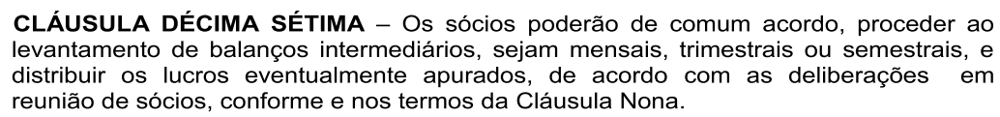 CLÁUSULA DÉCIMA SÉTIMA – Os sócios poderão de comum acordo, proceder ao
levantamento de balanços intermediários, sejam mensais, trimestrais ou semestrais, e
distribuir os lucros eventualmente apurados, de acordo com as deliberações em
reunião de sócios, conforme e nos termos da Cláusula Nona.